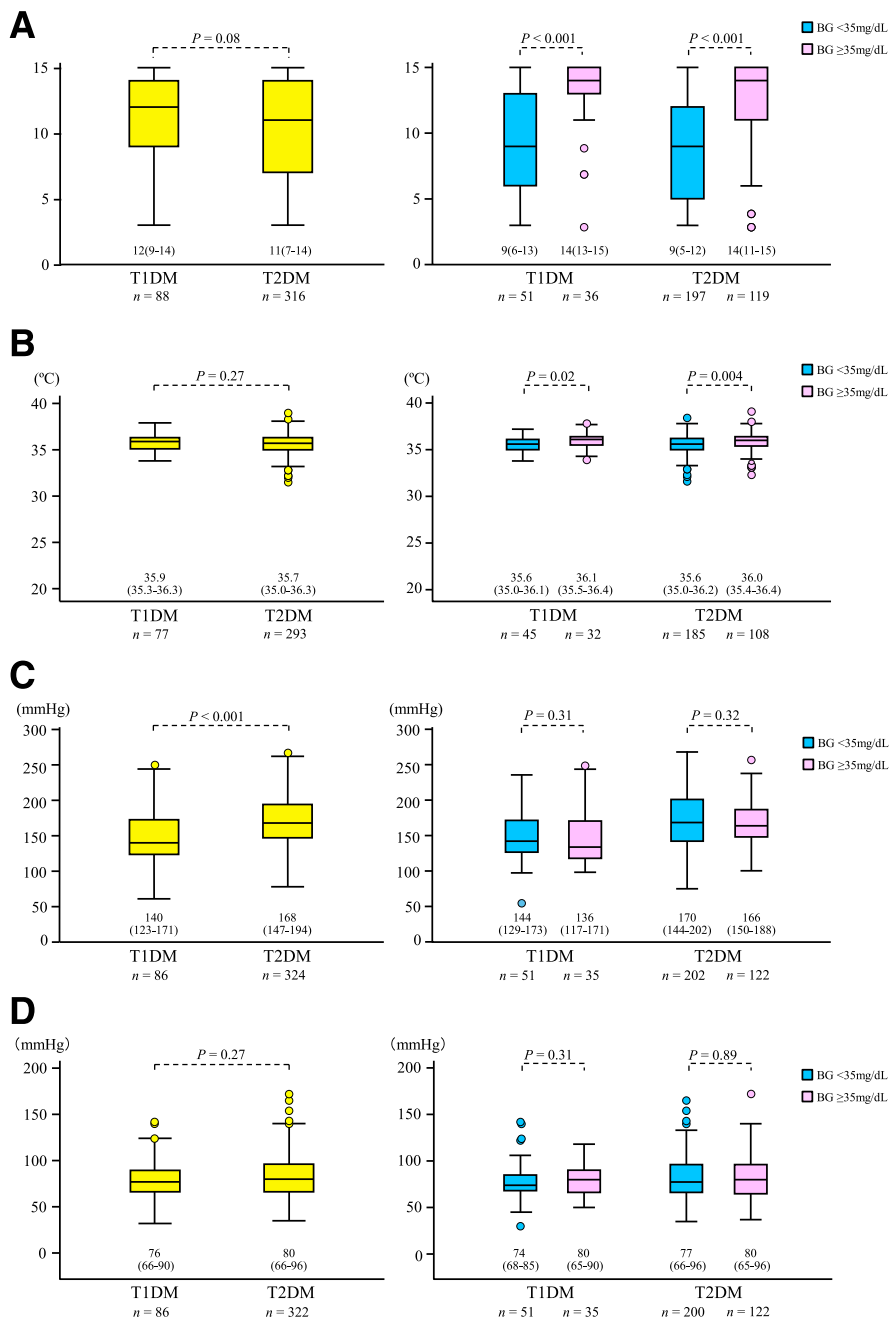 A
P = 0.08
P < 0.001
P < 0.001
BG <35mg/dL
BG ≥35mg/dL
15
10
5
0
12(9-14)
11(7-14)
T1DM
T2DM
n = 88
n = 316
15
10
5
0
9(6-13)
14(13-15)
9(5-12)
14(11-15)
T1DM
T2DM
n = 51
n = 36
n = 197
n = 119
B
(ºC)
P = 0.27
40
35
30
25
20
35.9
(35.3-36.3)
35.7
(35.0-36.3)
T1DM
T2DM
n = 77
n = 293
(ºC)
P = 0.02
P = 0.004
BG <35mg/dL
BG ≥35mg/dL
40
35
30
25
20
35.6
(35.0-36.1)
36.1
(35.5-36.4)
35.6
(35.0-36.2)
36.0
(35.4-36.4)
T1DM
T2DM
n = 45
n = 32
n = 185
n = 108
C
(mmHg)
P < 0.001
300
250
200
150
100
50
0
140
(123-171)
168
(147-194)
T1DM
T2DM
n = 86
n = 324
(mmHg)
P = 0.31
P = 0.32
BG <35mg/dL
BG ≥35mg/dL
300
250
200
150
100
50
0
144
(129-173)
136
(117-171)
170
(144-202)
166
(150-188)
T1DM
T2DM
n = 51
n = 35
n = 202
n = 122
D
(mmHg)
P = 0.27
200
150
100
50
0
76
(66-90)
80
(66-96)
T1DM
T2DM
n = 86
n = 322
(mmHg)
P = 0.31
P = 0.89
BG <35mg/dL
BG ≥35mg/dL
200
150
100
50
0
74
(68-85)
80
(65-90)
77
(66-96)
80
(65-96)
T1DM
T2DM
n = 51
n = 35
n = 200
n = 122